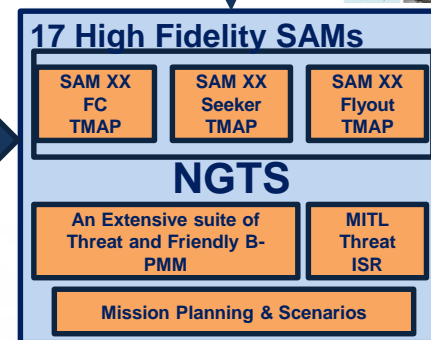 17 High Fidelity SAMs
SAM XX
FC
TMAP
SAM XX
Seeker
TMAP
SAM XX
Flyout
TMAP
NGTS
An Extensive suite of
Threat and Friendly B-
PMM
MITL
Threat
ISR
Mission Planning & Scenarios